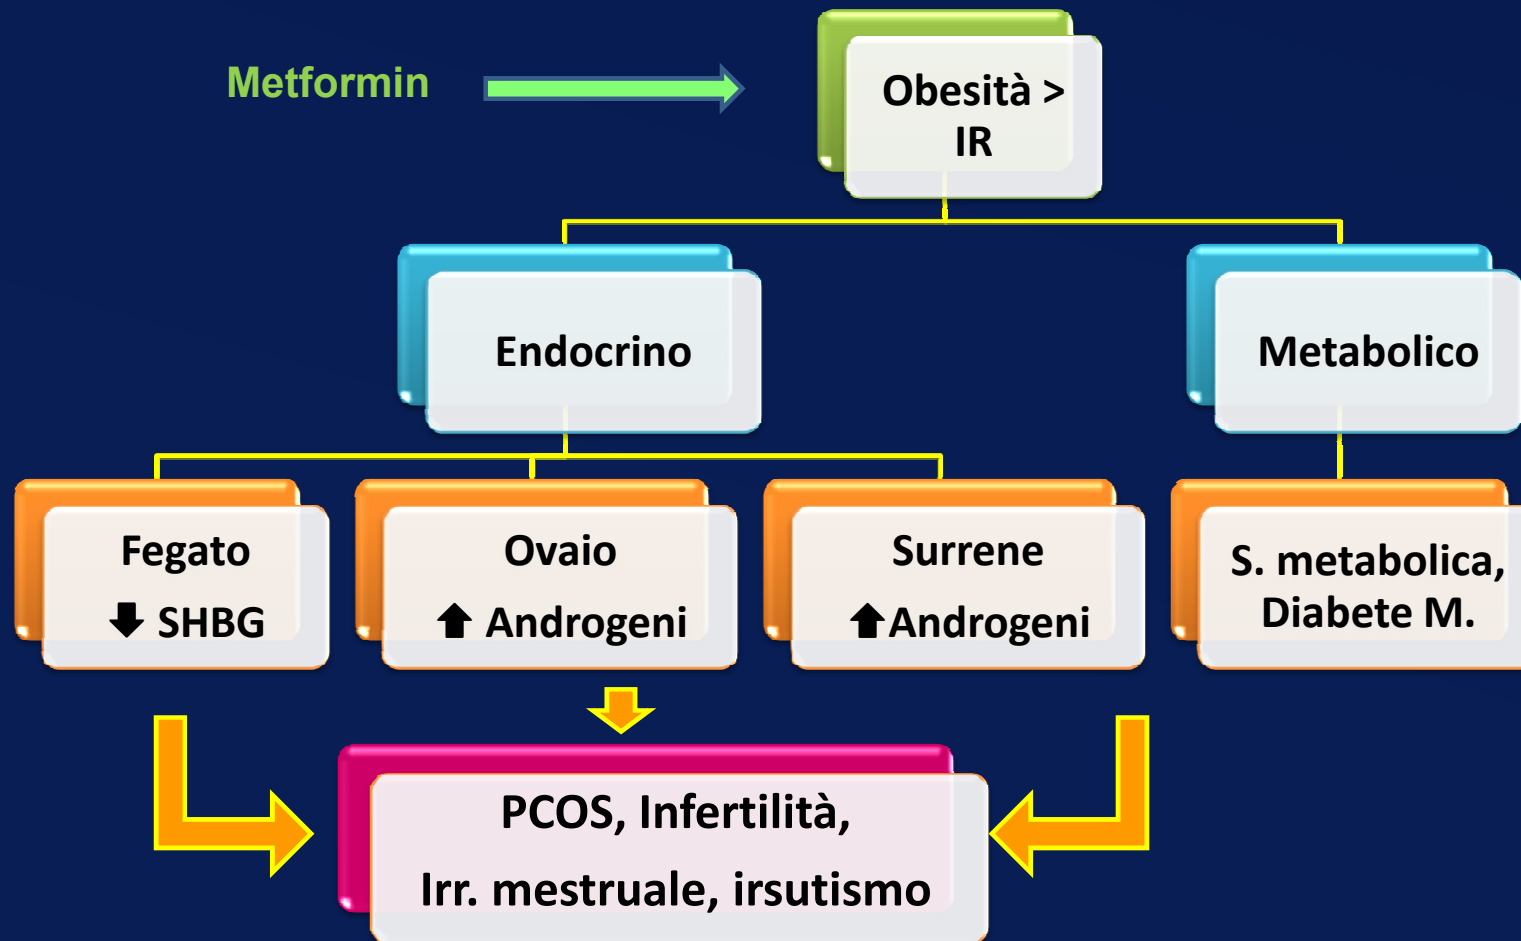 Metformin
Obesità >
IR
Endocrino
Metabolico
Fegato
SHBG
Ovaio
Androgeni
Surrene
Androgeni
S. metabolica,
Diabete M.
PCOS, Infertilità,
Irr. mestruale, irsutismo